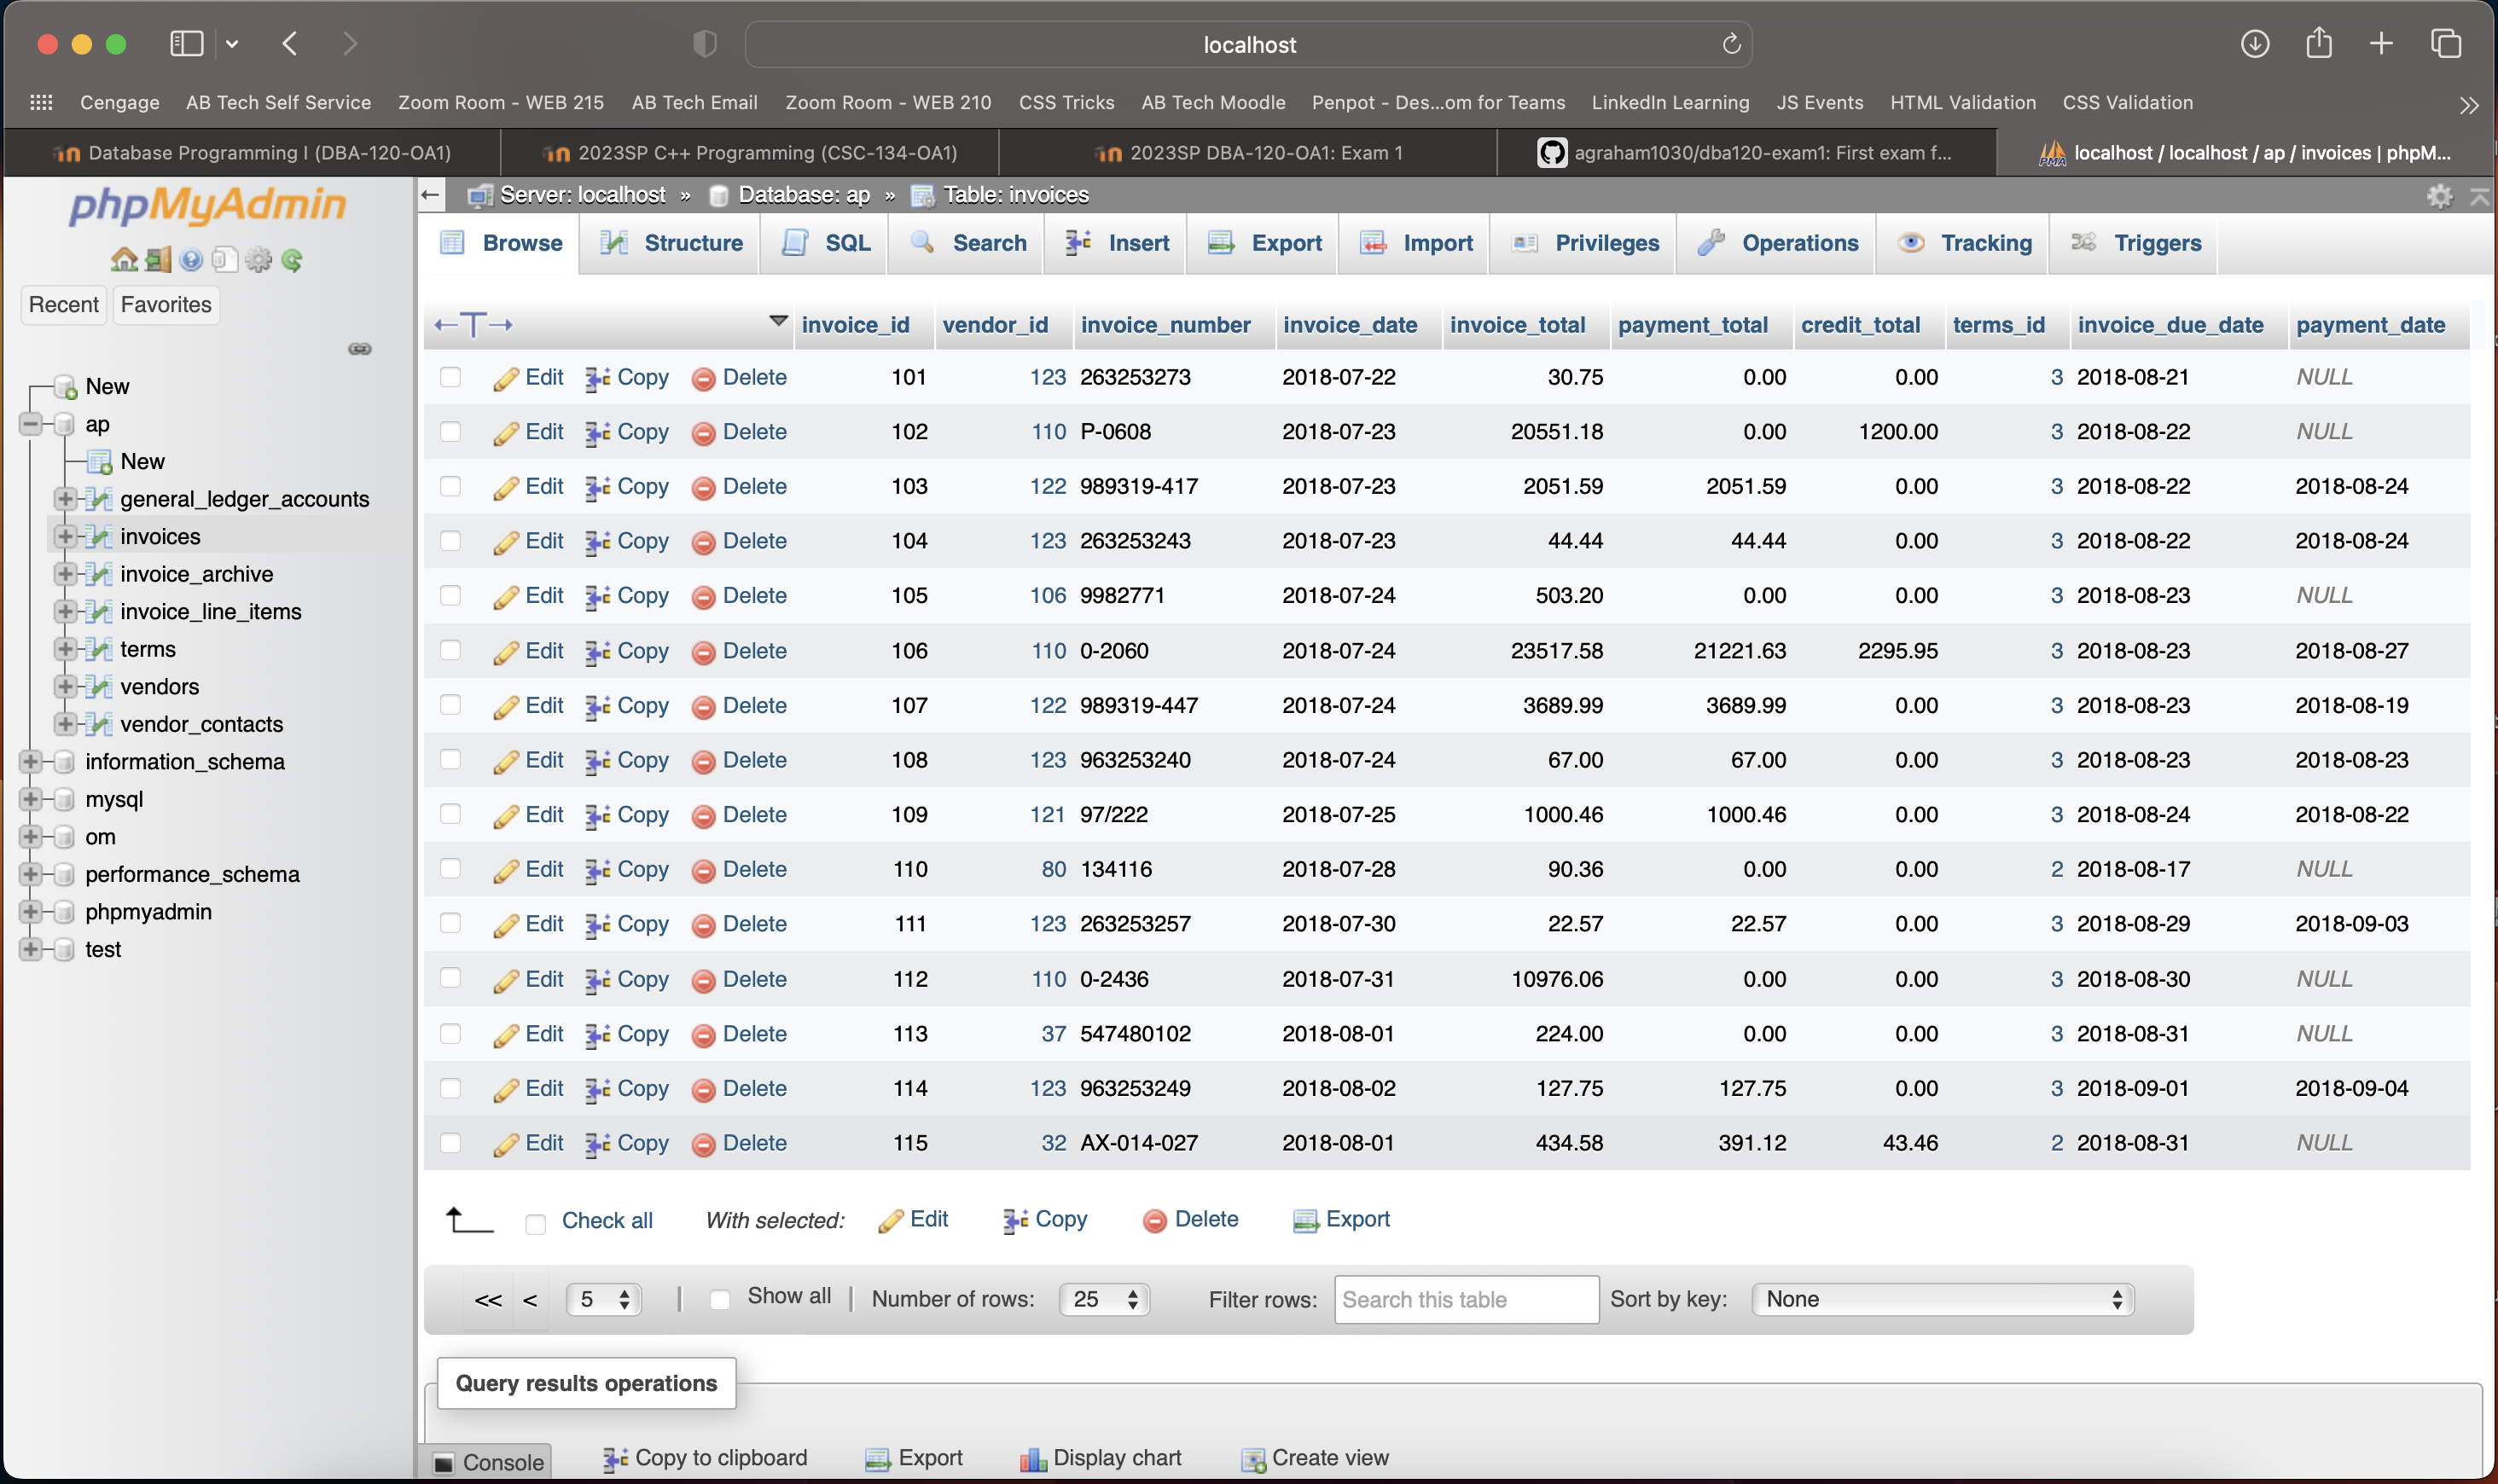 localhost
Cengage AB Tech Self Service Zoom Room - WEB 215 AB Tech Email Zoom Room - WEB 210 CSS Tricks AB Tech Moodle Penpot - Des...om for Teams LinkedIn Learning JS Events HTML Validation CSS Validation
Database Programming I (DBA-120-OA1) 2023SP C++ Programming (CSC-134-OA1) 2023SP DBA-120-OA1: Exam 1 agraham1030/dba120-exam1: First exam f... localhost / localhost / ap / invoices | phpM...
phpMyAdmin
Recent Favorites
New
ap
New
general_ledger_accounts
invoices
invoice_archive
invoice_line_items
terms
vendors
vendor_contacts
information_schema
mysql
om
performance_schema
phpmyadmin
test
Server: localhost » Database: ap » Table: invoices
Browse Structure SQL Search Insert Export Import Privileges Operations Tracking Triggers
←T→ invoice_id vendor_id invoice_number invoice_date invoice_total payment_total credit_total terms_id invoice_due_date payment_date
Edit Copy Delete 101 123 263253273 2018-07-22 30.75 0.00 0.00 3 2018-08-21 NULL
Edit Copy Delete 102 110 P-0608 2018-07-23 20551.18 0.00 1200.00 3 2018-08-22 NULL
Edit Copy Delete 103 122 989319-417 2018-07-23 2051.59 2051.59 0.00 3 2018-08-22 2018-08-24
Edit Copy Delete 104 123 263253243 2018-07-23 44.44 44.44 0.00 3 2018-08-22 2018-08-24
Edit Copy Delete 105 106 9982771 2018-07-24 503.20 0.00 0.00 3 2018-08-23 NULL
Edit Copy Delete 106 110 0-2060 2018-07-24 23517.58 21221.63 2295.95 3 2018-08-23 2018-08-27
Edit Copy Delete 107 122 989319-447 2018-07-24 3689.99 3689.99 0.00 3 2018-08-23 2018-08-19
Edit Copy Delete 108 123 963253240 2018-07-24 67.00 67.00 0.00 3 2018-08-23 2018-08-23
Edit Copy Delete 109 121 97/222 2018-07-25 1000.46 1000.46 0.00 3 2018-08-24 2018-08-22
Edit Copy Delete 110 80 134116 2018-07-28 90.36 0.00 0.00 2 2018-08-17 NULL
Edit Copy Delete 111 123 263253257 2018-07-30 22.57 22.57 0.00 3 2018-08-29 2018-09-03
Edit Copy Delete 112 110 0-2436 2018-07-31 10976.06 0.00 0.00 3 2018-08-30 NULL
Edit Copy Delete 113 37 547480102 2018-08-01 224.00 0.00 0.00 3 2018-08-31 NULL
Edit Copy Delete 114 123 963253249 2018-08-02 127.75 127.75 0.00 3 2018-09-01 2018-09-04
Edit Copy Delete 115 32 AX-014-027 2018-08-01 434.58 391.12 43.46 2 2018-08-31 NULL
Check all With selected: Edit Copy Delete Export
<< < 5 | Show all | Number of rows: 25 Filter rows: Search this table Sort by key: None
Query results operations
Console Copy to clipboard Export Display chart Create view